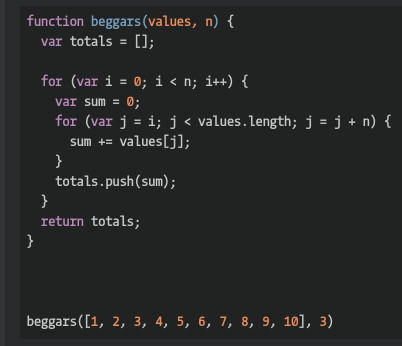 function beggars(values, n) {
  var totals = [];

  for (var i = 0; i < n; i++) {
    var sum = 0;
    for (var j = i; j < values.length; j = j + n) {
      sum += values[j];
    }
    totals.push(sum);
  }
  return totals;
}

beggars([1, 2, 3, 4, 5, 6, 7, 8, 9, 10], 3)